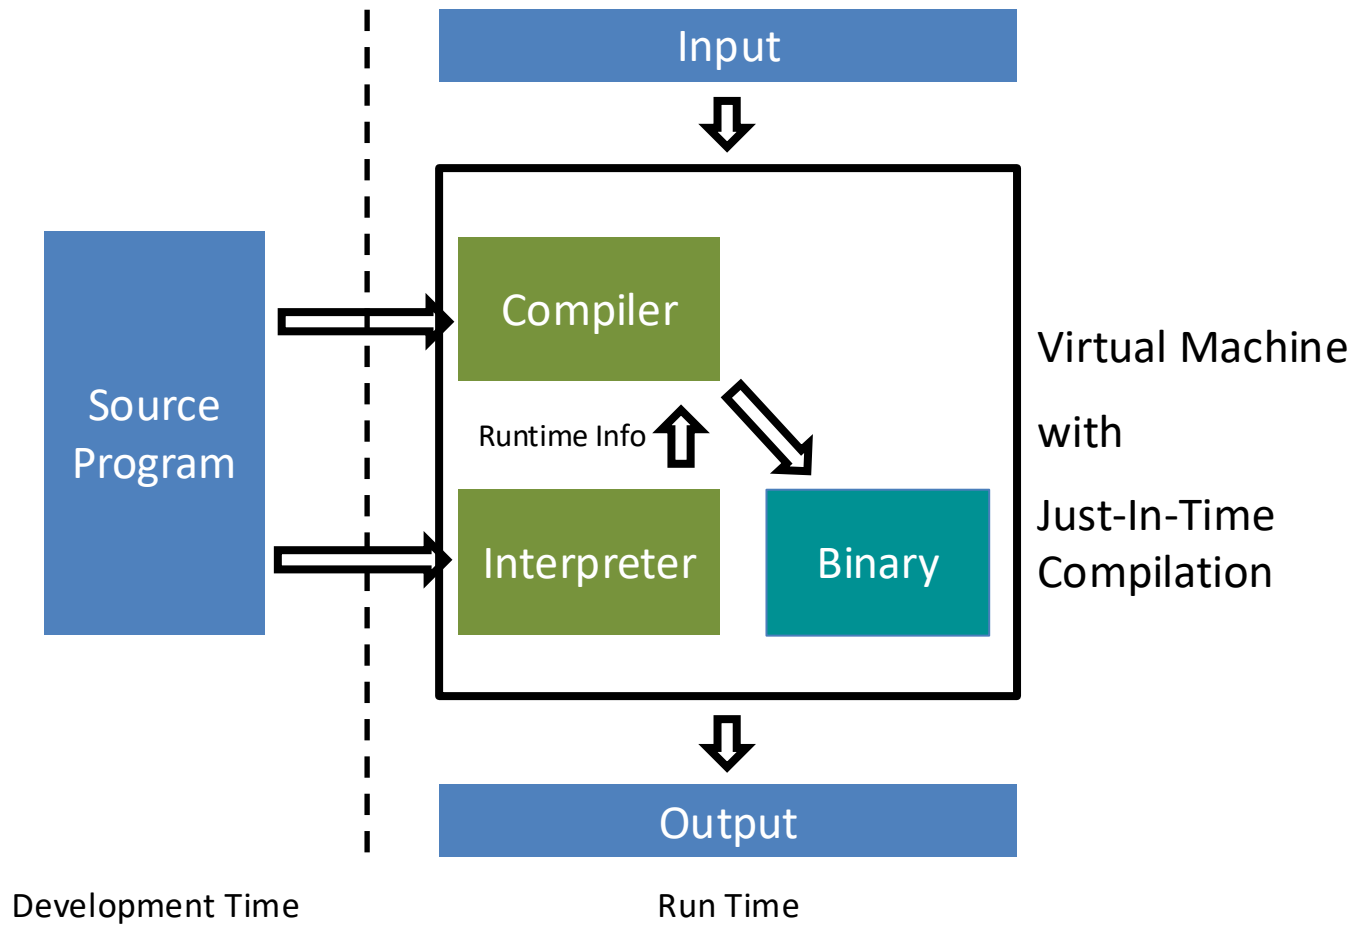 Input
Compiler
Source
Program
Runtime Info
Interpreter
Binary
Virtual Machine
with
Just-In-Time
Compilation
Output
Development Time
Run Time